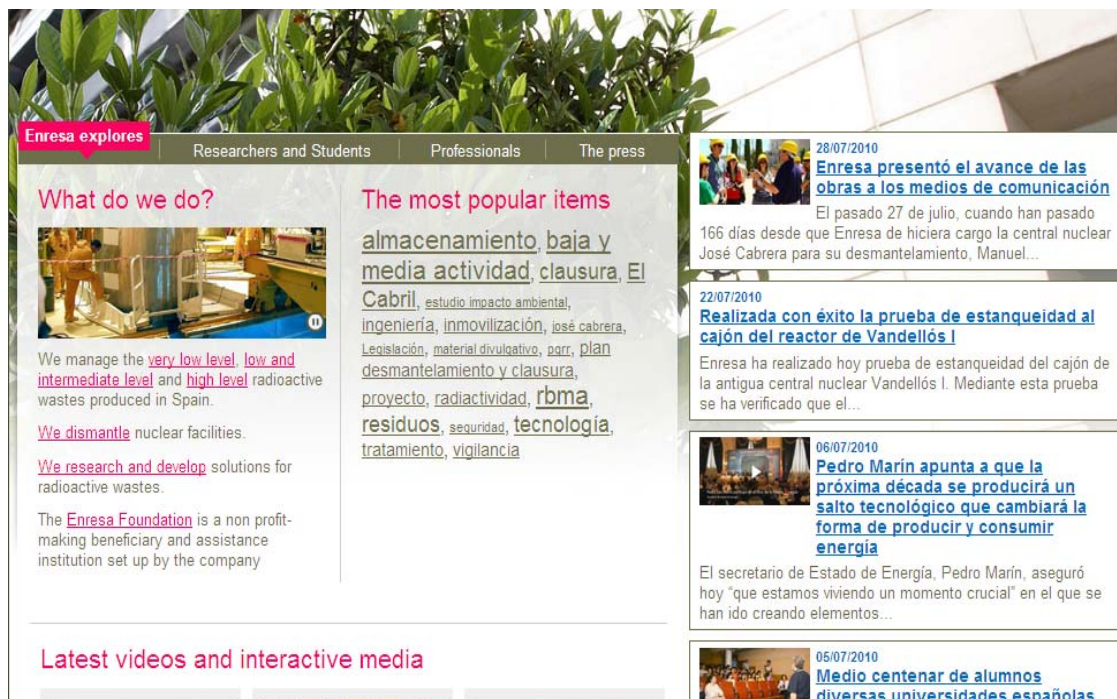 Enresa explores
Researchers and Students
Professionals
The press
What do we do?
We manage the very low level, low and
intermediate level and high level radioactive
wastes produced in Spain.
We dismantle nuclear facilities.
We research and develop solutions for
radioactive wastes.
The Enresa Foundation is a non profit-
making beneficiary and assistance
institution set up by the company
The most popular items
almacenamiento, baja y
media actividad, clausura, El
Cabril, estudio impacto ambiental,
ingeniería, inmovilización, josé cabrera,
Legislación, material divulgativo, pgrr, plan
desmantelamiento y clausura,
proyecto, radiactividad, rbma,
residuos, seguridad, tecnología,
tratamiento, vigilancia
Latest videos and interactive media
28/07/2010
Enresa presentó el avance de las
obras a los medios de comunicación
El pasado 27 de julio, cuando han pasado
166 días desde que Enresa de hiciera cargo la central nuclear
José Cabrera para su desmantelamiento, Manuel...
22/07/2010
Realizada con éxito la prueba de estanqueidad al
cajón del reactor de Vandellós I
Enresa ha realizado hoy prueba de estanqueidad del cajón de
la antigua central nuclear Vandellós I. Mediante esta prueba
se ha verificado que el...
06/07/2010
Pedro Marín apunta a que la
próxima década se producirá un
salto tecnológico que cambiará la
forma de producir y consumir
energía
El secretario de Estado de Energía, Pedro Marín, aseguró
hoy “que estamos viviendo un momento crucial” en el que se
han ido creando elementos...
05/07/2010
Medio centenar de alumnos
diversas universidades españolas